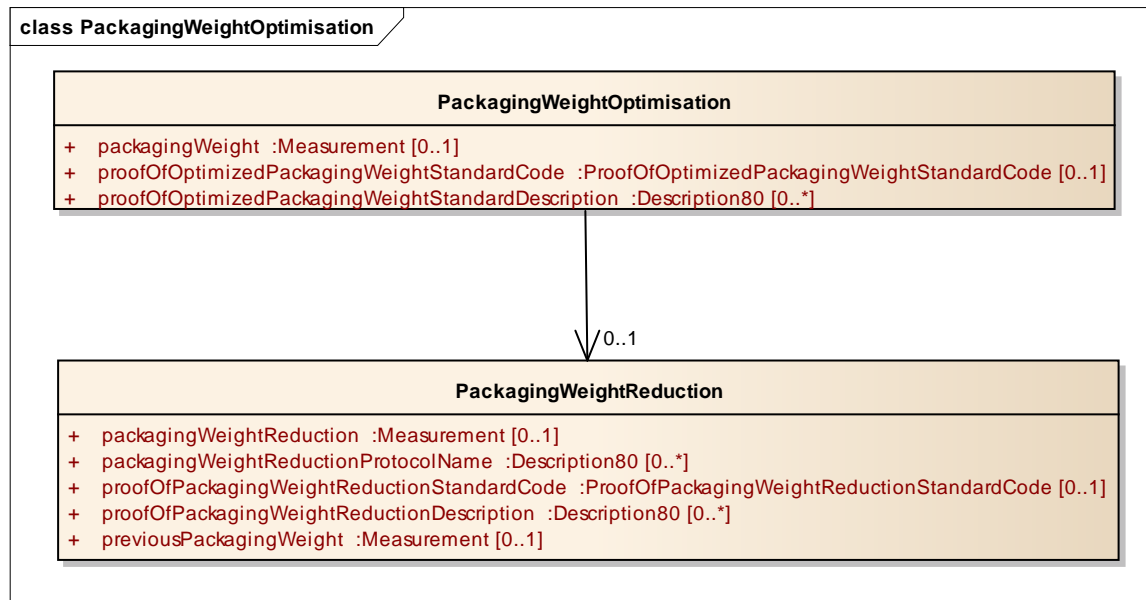 class PackagingWeightOptimisation
PackagingWeightOptimisation
+ packagingWeight :Measurement [0..1]
+ proofOfOptimizedPackagingWeightStandardCode :ProofOfOptimizedPackagingWeightStandardCode [0..1]
+ proofOfOptimizedPackagingWeightStandardDescription :Description80 [0..*]
0..1
PackagingWeightReduction
+ packagingWeightReduction :Measurement [0..1]
+ packagingWeightReductionProtocolName :Description80 [0..*]
+ proofOfPackagingWeightReductionStandardCode :ProofOfPackagingWeightReductionStandardCode [0..1]
+ proofOfPackagingWeightReductionDescription :Description80 [0..*]
+ previousPackagingWeight :Measurement [0..1]